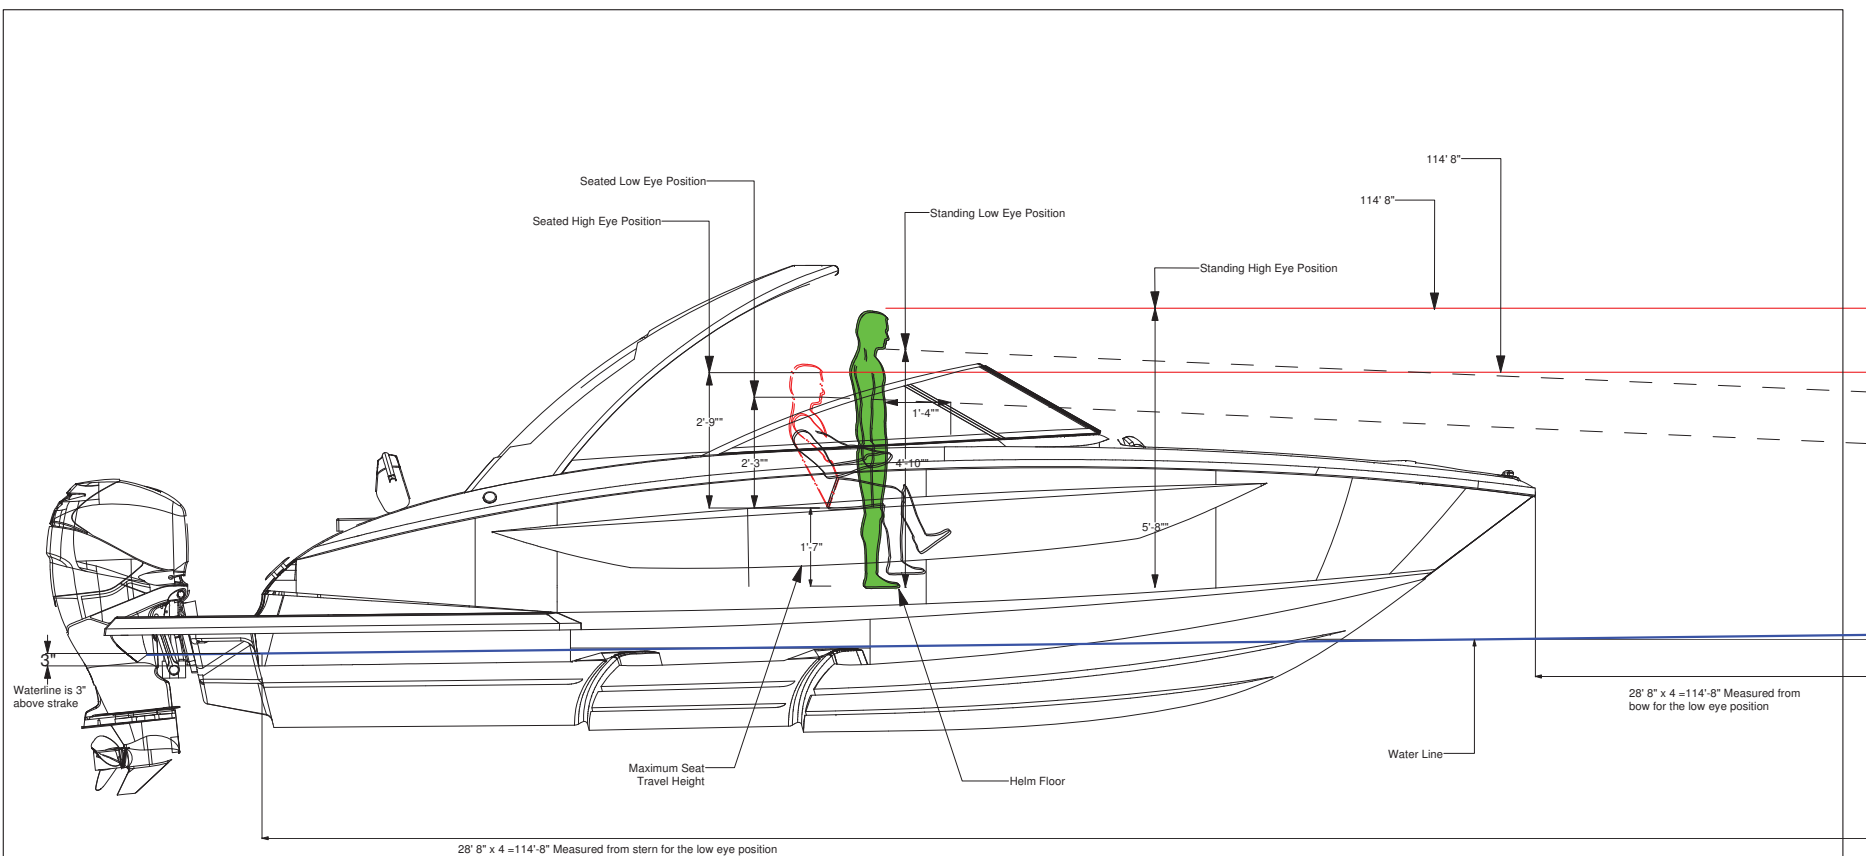 114' 8"
Seated Low Eye Position
114' 8"
Seated High Eye Position
Standing Low Eye Position
Standing High Eye Position
2'-9""
1'-4""
2'-3""
4'-10""
5'-8""
1'-7"
3"
Waterline is 3"
above strake
28' 8" x 4 =114'-8" Measured from
bow for the low eye position
Water Line
Maximum Seat
Travel Height
Helm Floor
28' 8" x 4 =114'-8" Measured from stern for the low eye position